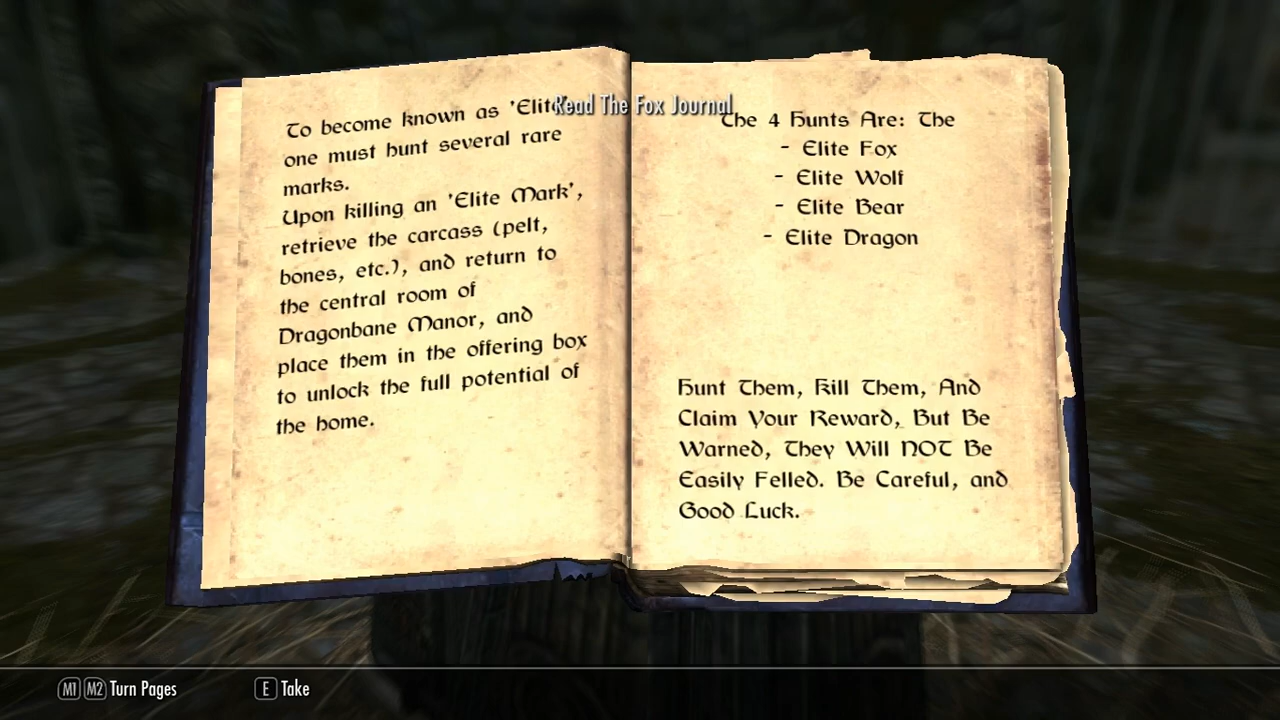 Read The Fox Journal
To become known as 'Elite'
one must hunt several rare
marks.
Upon killing an 'Elite Mark',
retrieve the carcass (pelt,
bones, etc.), and return to
the central room of
Dragonbane Manor, and
place them in the offering box
to unlock the full potential of
the home.
The 4 Hunts Are: The
- Elite Fox
- Elite Wolf
- Elite Bear
- Elite Dragon
Hunt Them, Kill Them, And
Claim Your Reward, But Be
Warned, They Will NOT Be
Easily Felled. Be Careful, and
Good Luck.
M1 M2 Turn Pages
E Take